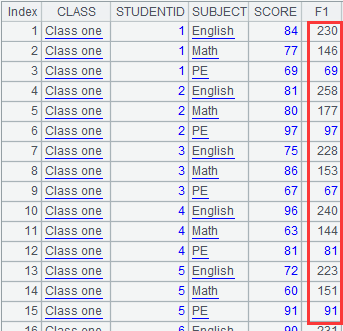 Index CLASS STUDENTID SUBJECT SCORE F1
1 Class one 1 English 84 230
2 Class one 1 Math 77 146
3 Class one 1 PE 69 69
4 Class one 2 English 81 258
5 Class one 2 Math 80 177
6 Class one 2 PE 97 97
7 Class one 3 English 75 228
8 Class one 3 Math 86 153
9 Class one 3 PE 67 67
10 Class one 4 English 96 240
11 Class one 4 Math 63 144
12 Class one 4 PE 81 81
13 Class one 5 English 72 223
14 Class one 5 Math 60 151
15 Class one 5 PE 91 91
16 Class one 6 English 90 231